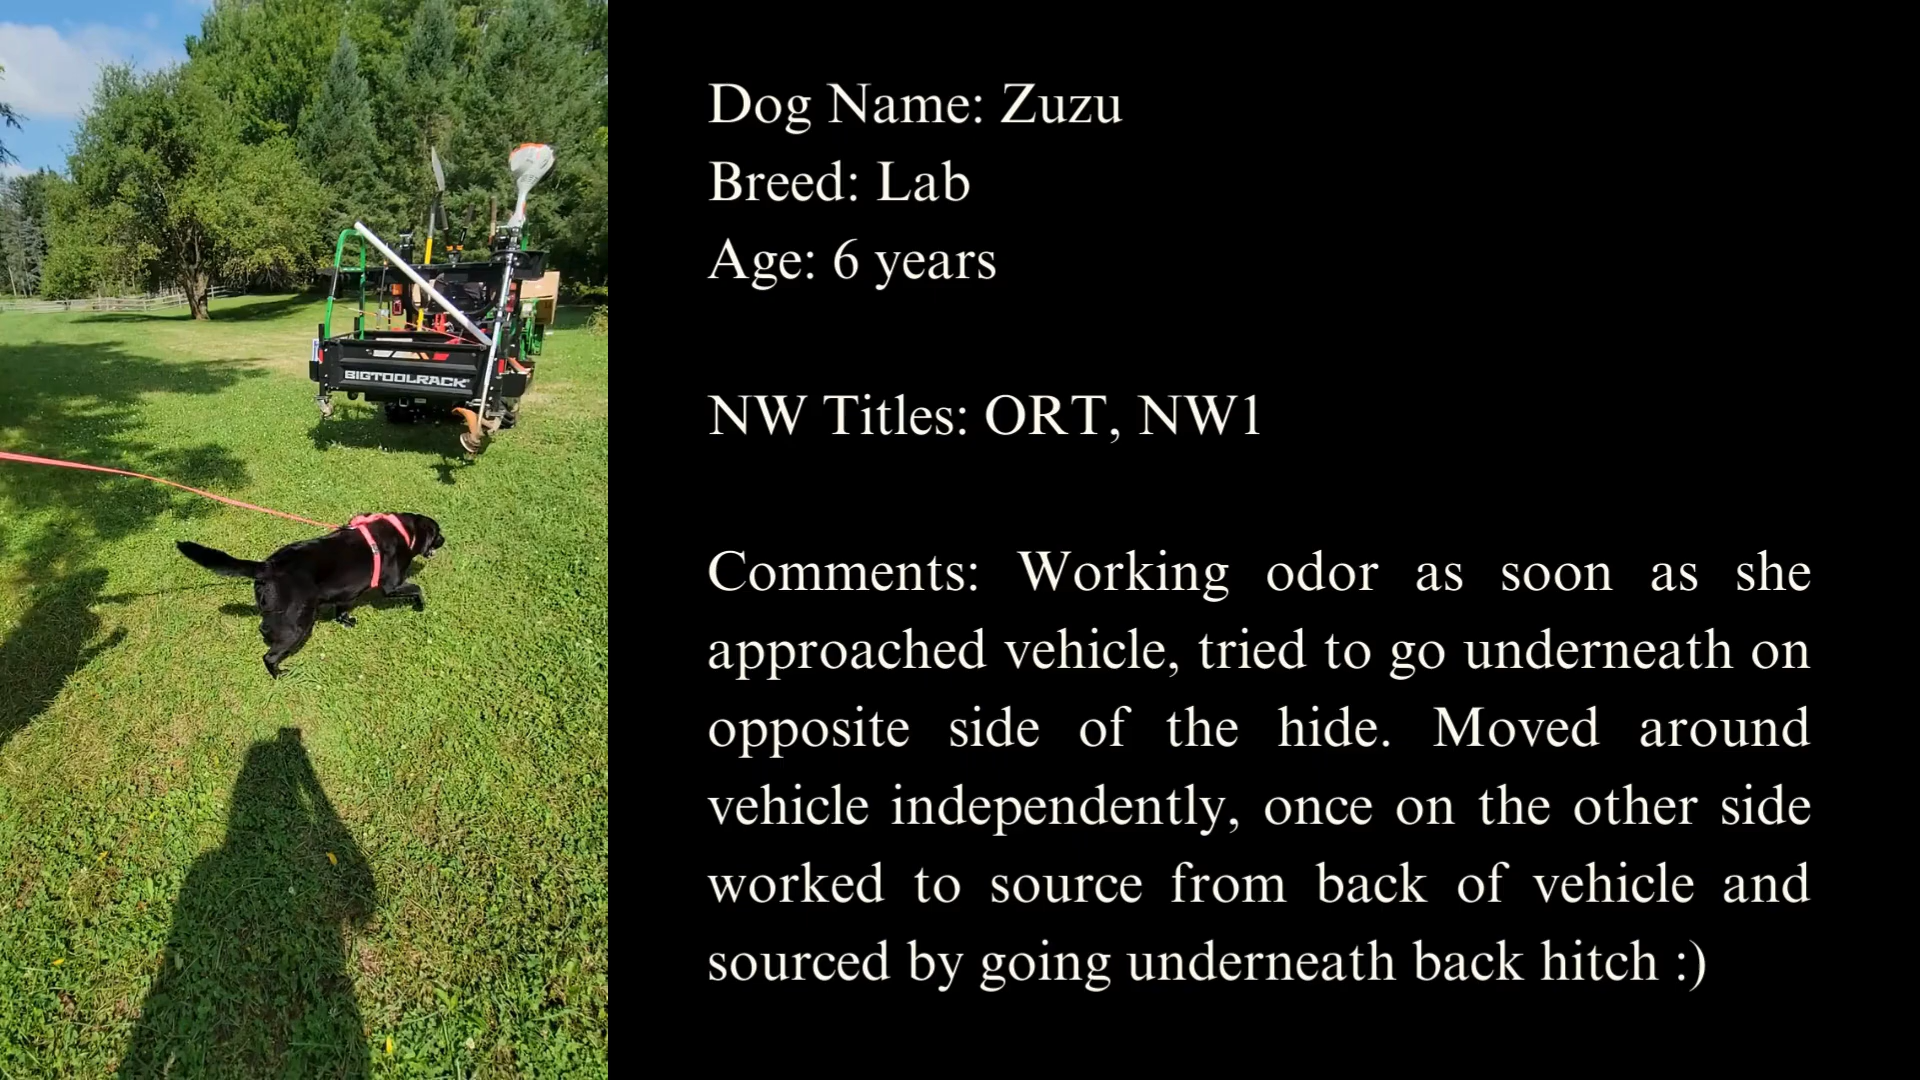 BIGTOOLRACK
Dog Name: Zuzu
Breed: Lab
Age: 6 years
NW Titles: ORT, NW1
Comments: Working odor as soon as she
approached vehicle, tried to go underneath on
opposite side of the hide. Moved around
vehicle independently, once on the other side
worked to source from back of vehicle and
sourced by going underneath back hitch :)